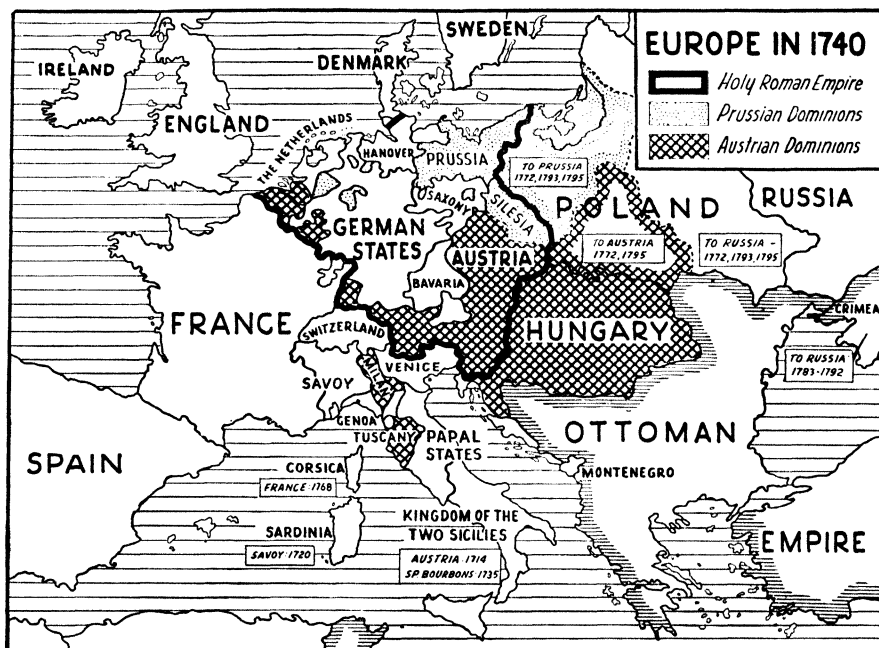 EUROPE IN 1740
Holy Roman Empire
Prussian Dominions
Austrian Dominions
SWEDEN
IRELAND
DENMARK
ENGLAND
THE NETHERLANDS
HANOVER
PRUSSIA
TO PRUSSIA
1772, 1793, 1795
SAXONY
SILESIA
POLAND
RUSSIA
GERMAN
STATES
AUSTRIA
TO AUSTRIA
1772, 1795
TO RUSSIA -
1772, 1793, 1795
BAVARIA
FRANCE
SWITZERLAND
HUNGARY
CRIMEA
TO RUSSIA
1783-1792
SAVOY
MILAN
VENICE
GENOA
TUSCANY
PAPAL
STATES
OTTOMAN
EMPIRE
SPAIN
CORSICA
FRANCE: 1768
MONTENEGRO
SARDINIA
SAVOY: 1720
KINGDOM OF THE
TWO SICILIES
AUSTRIA: 1714
SP. BOURBONS 1735